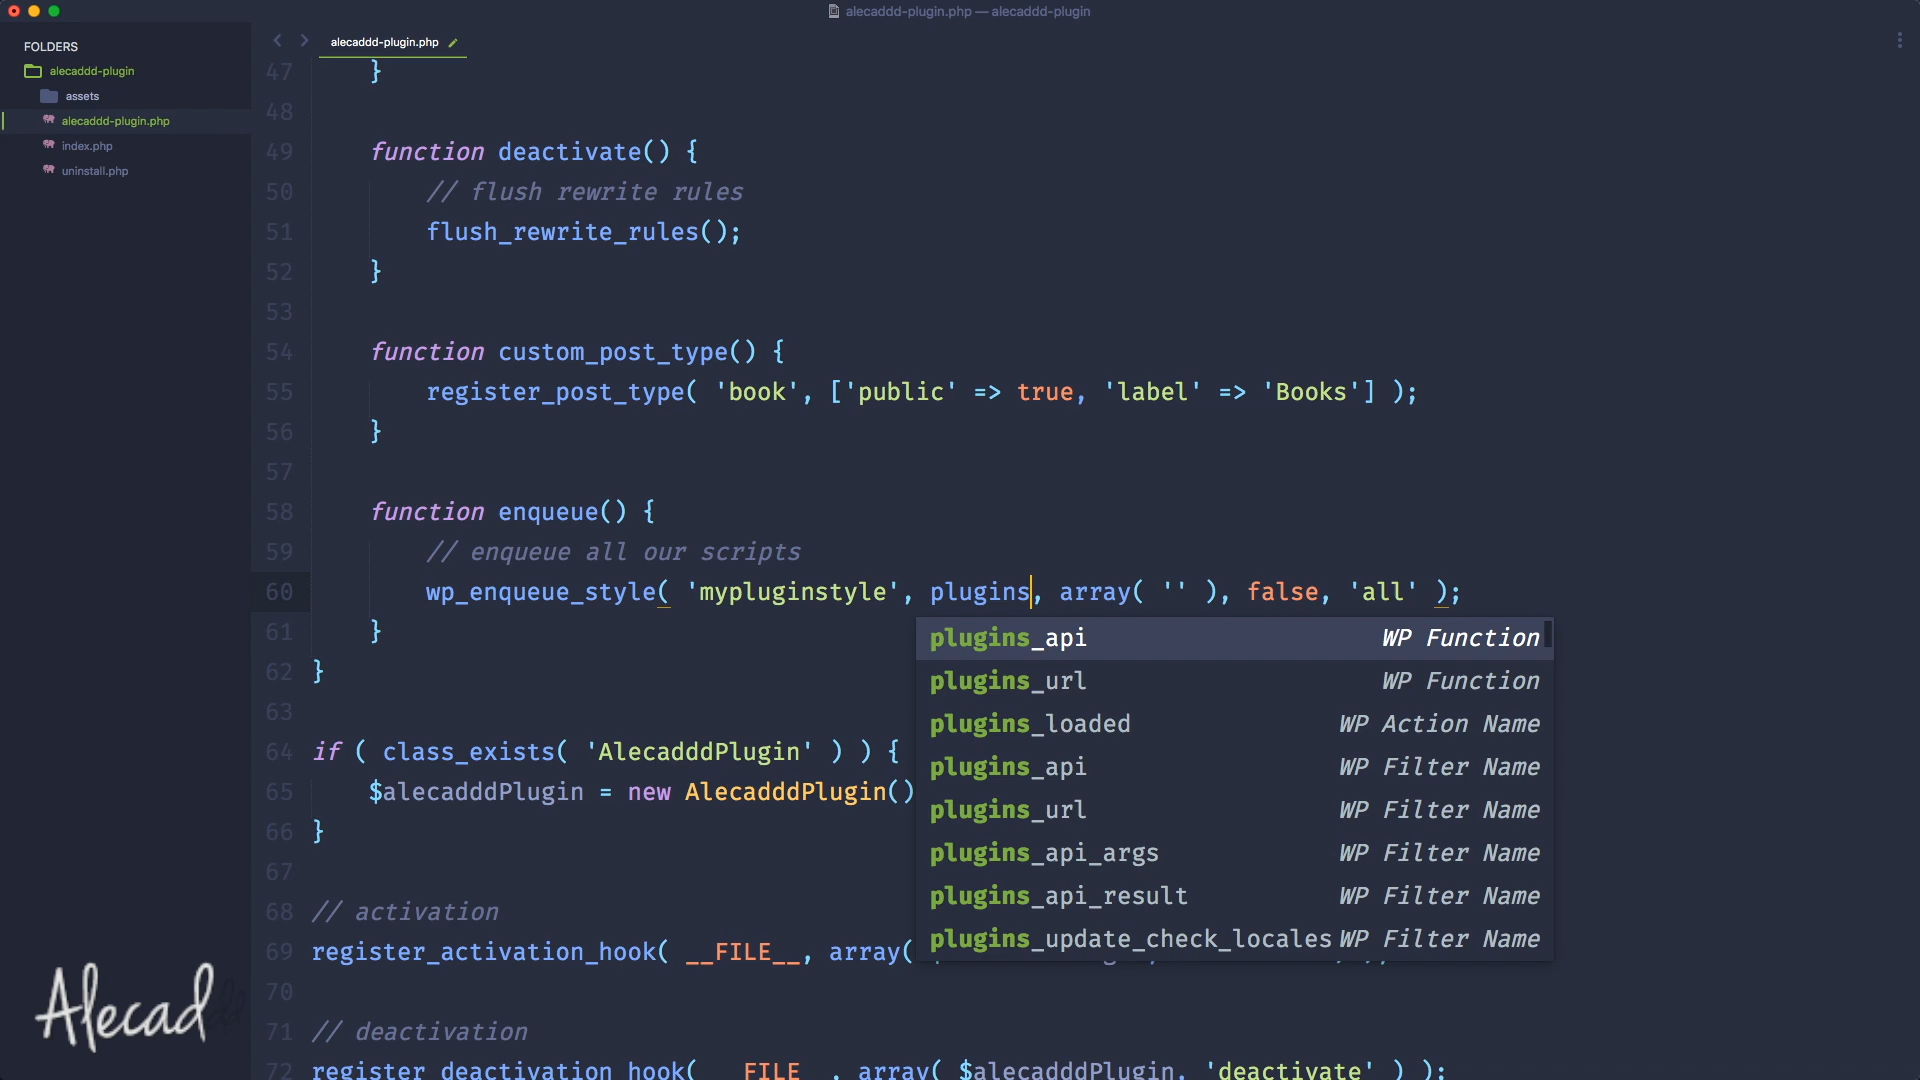 alecaddd-plugin.php — alecaddd-plugin
FOLDERS
alecaddd-plugin
assets
alecaddd-plugin.php
index.php
uninstall.php
alecaddd-plugin.php
47 }
48
49 function deactivate() {
50 // flush rewrite rules
51 flush_rewrite_rules();
52 }
53
54 function custom_post_type() {
55 register_post_type( 'book', ['public' => true, 'label' => 'Books'] );
56 }
57
58 function enqueue() {
59 // enqueue all our scripts
60 wp_enqueue_style( 'mypluginstyle', plugins, array( '' ), false, 'all' );
61 }
62 }
63
64 if ( class_exists( 'AlecadddPlugin' ) ) {
65 $alecadddPlugin = new AlecadddPlugin()
66 }
67
68 // activation
69 register_activation_hook( __FILE__, array(
70
71 // deactivation
72 register_deactivation_hook( __FILE__, array( $alecadddPlugin, 'deactivate' ) );
plugins_api WP Function
plugins_url WP Function
plugins_loaded WP Action Name
plugins_api WP Filter Name
plugins_url WP Filter Name
plugins_api_args WP Filter Name
plugins_api_result WP Filter Name
plugins_update_check_locales WP Filter Name
Alecad